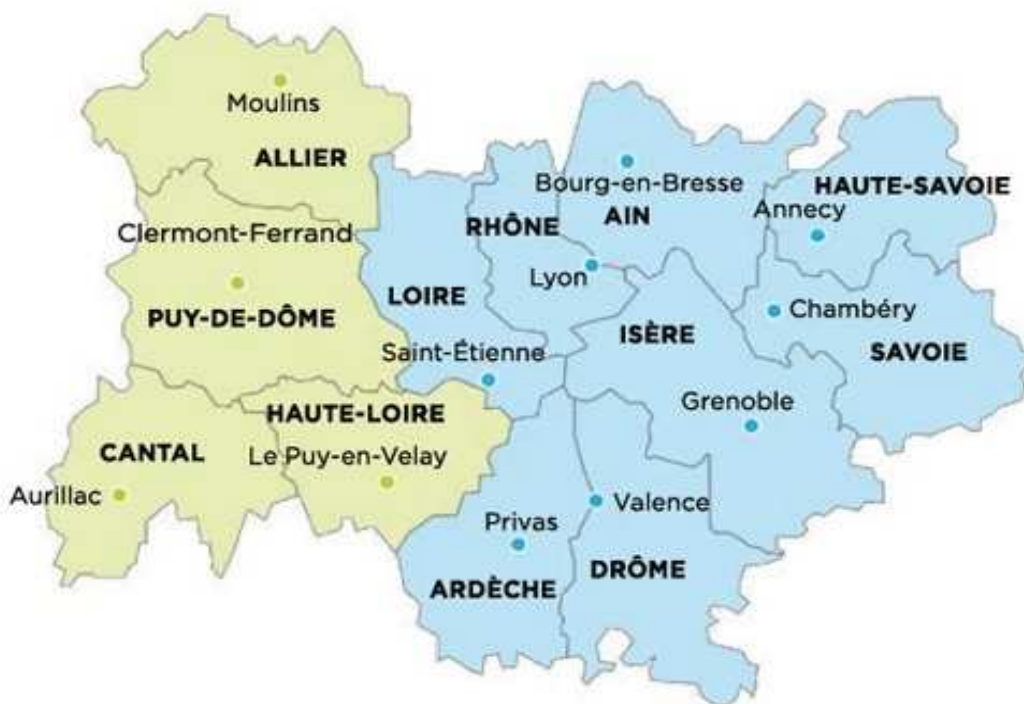 Moulins
ALLIER
Clermont-Ferrand
PUY-DE-DÔME
CANTAL
Aurillac
HAUTE-LOIRE
Le Puy-en-Velay
LOIRE
Saint-Étienne
RHÔNE
Lyon
Bourg-en-Bresse
AIN
HAUTE-SAVOIE
Annecy
Chambéry
SAVOIE
ISÈRE
Grenoble
Privas
ARDÈCHE
Valence
DRÔME